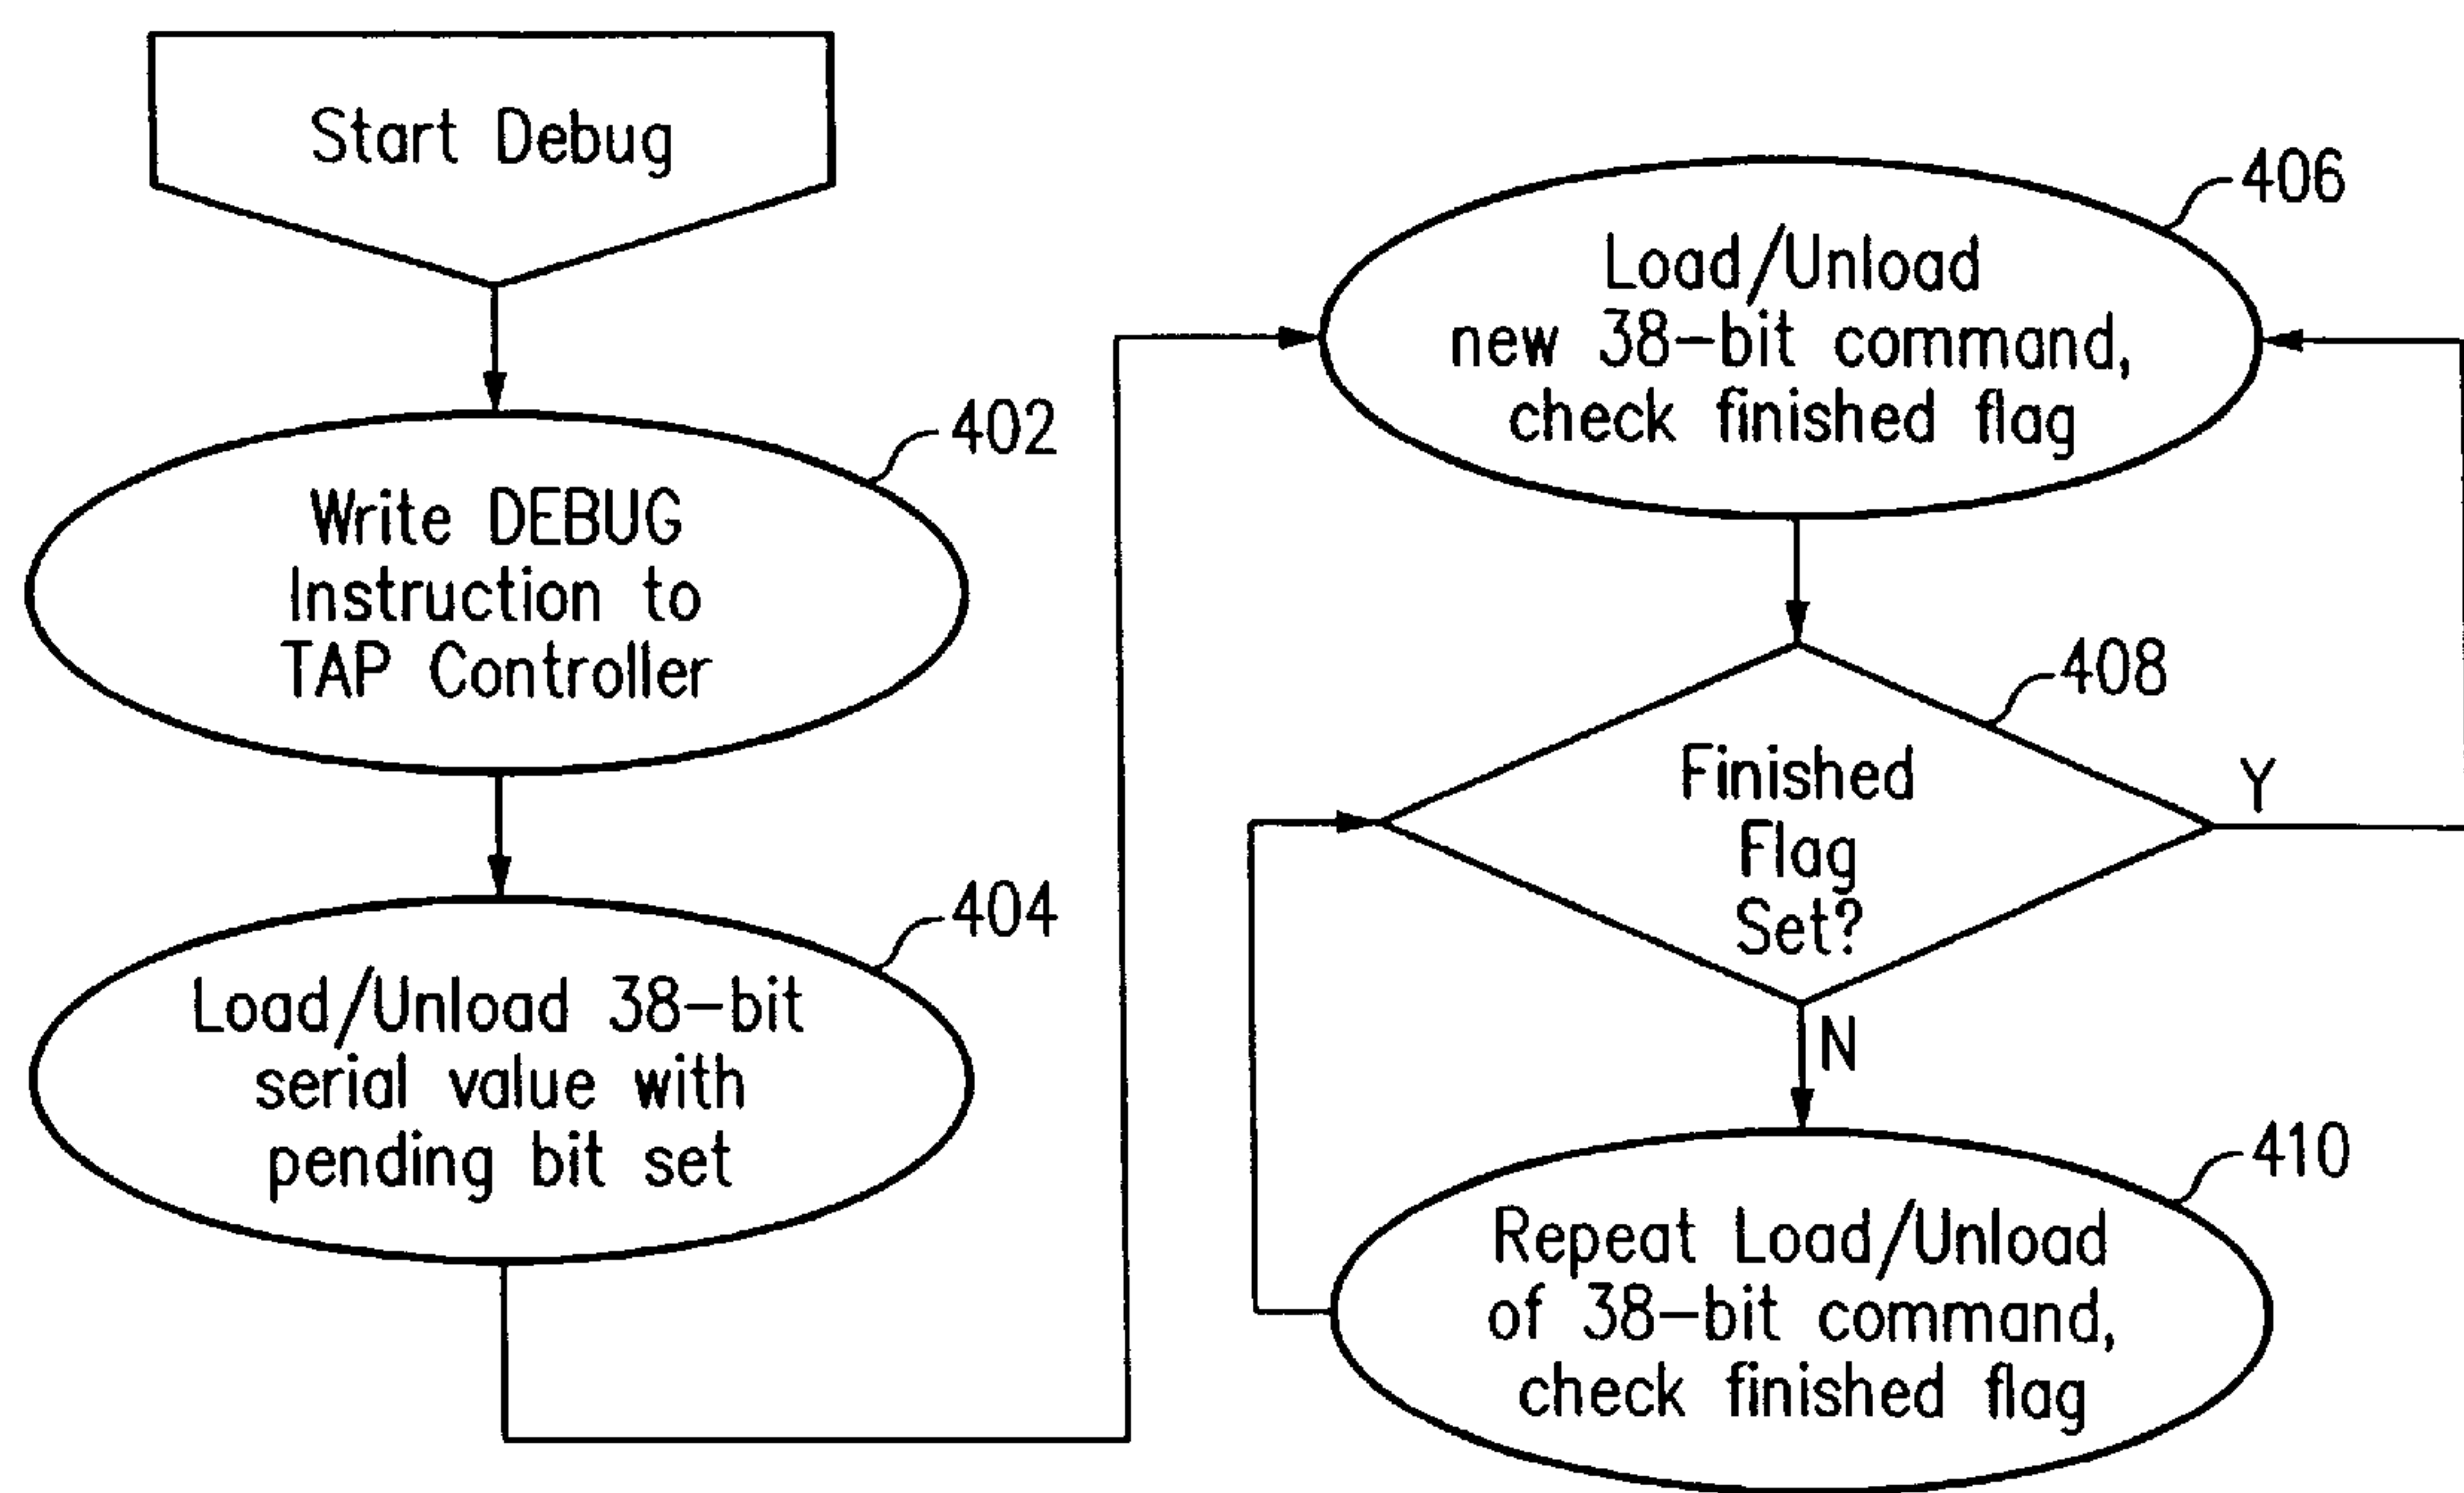 Start Debug
402
Write DEBUG
Instruction to
TAP Controller
404
Load/Unload 38-bit
serial value with
pending bit set
406
Load/Unload
new 38-bit command,
check finished flag
408
Finished
Flag
Set?
Y
N
410
Repeat Load/Unload
of 38-bit command,
check finished flag